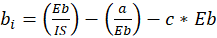 b_i = (Eb/IS) − (a/Eb) − c * Eb